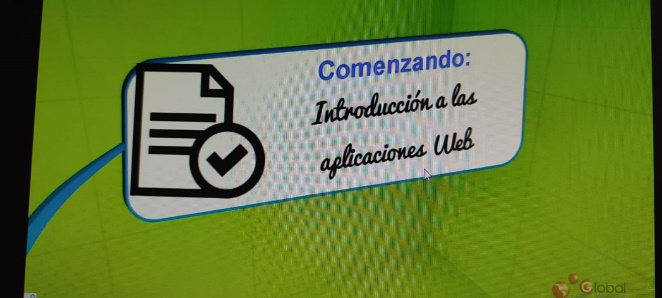 Comenzando:
Introducción a las
aplicaciones Web
Global